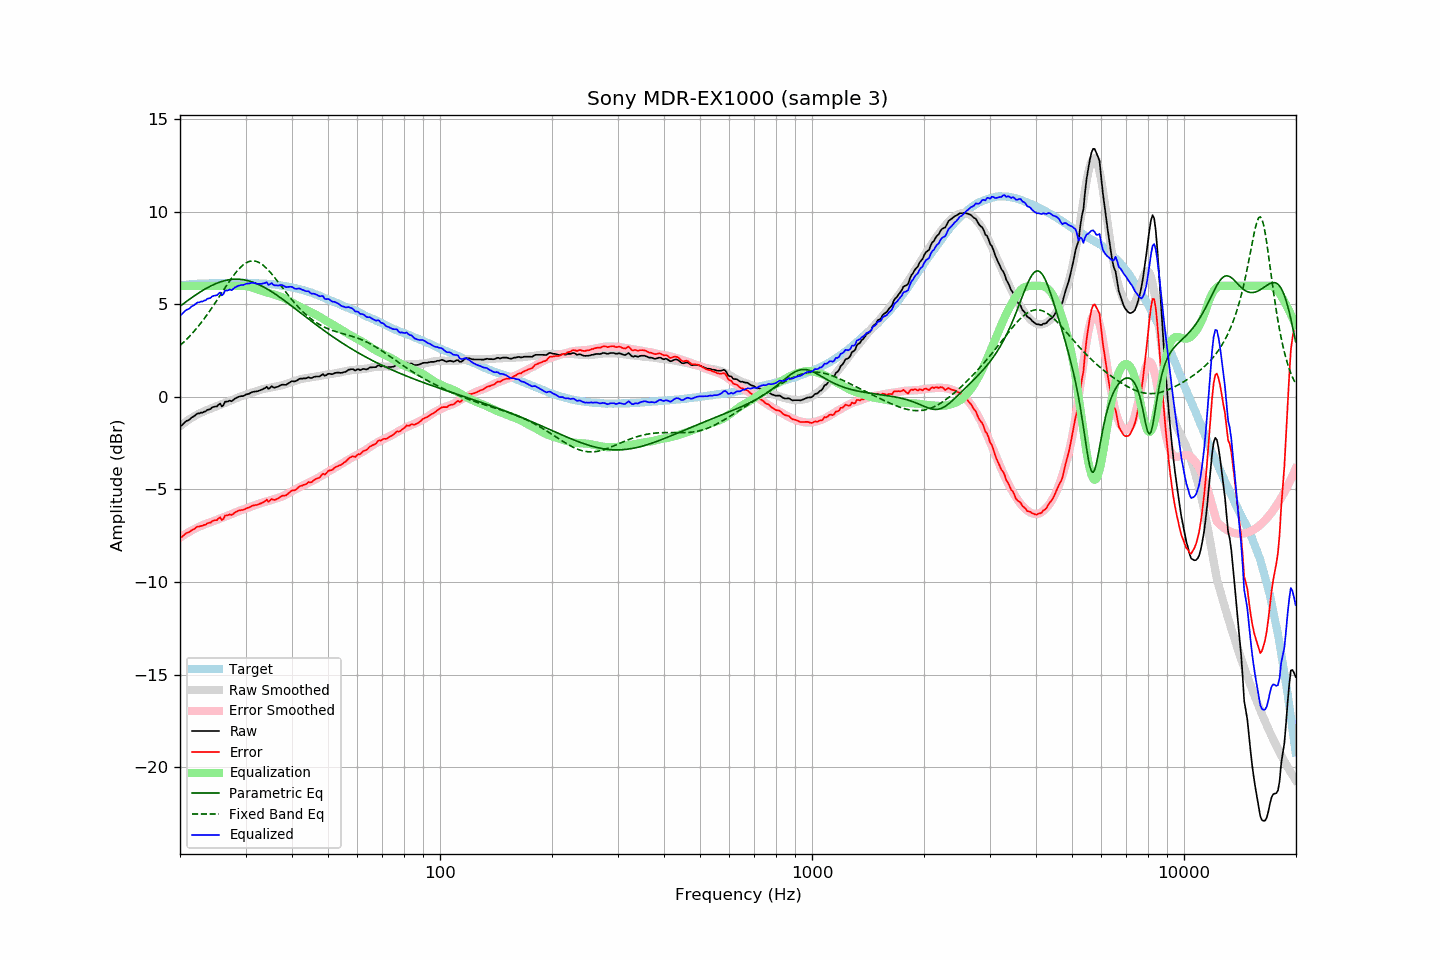 Sony MDR-EX1000 (sample 3)
15
10
5
0
−5
−10
−15
−20
Amplitude (dBr)
Target
Raw Smoothed
Error Smoothed
Raw
Error
Equalization
Parametric Eq
Fixed Band Eq
Equalized
100
1000
10000
Frequency (Hz)